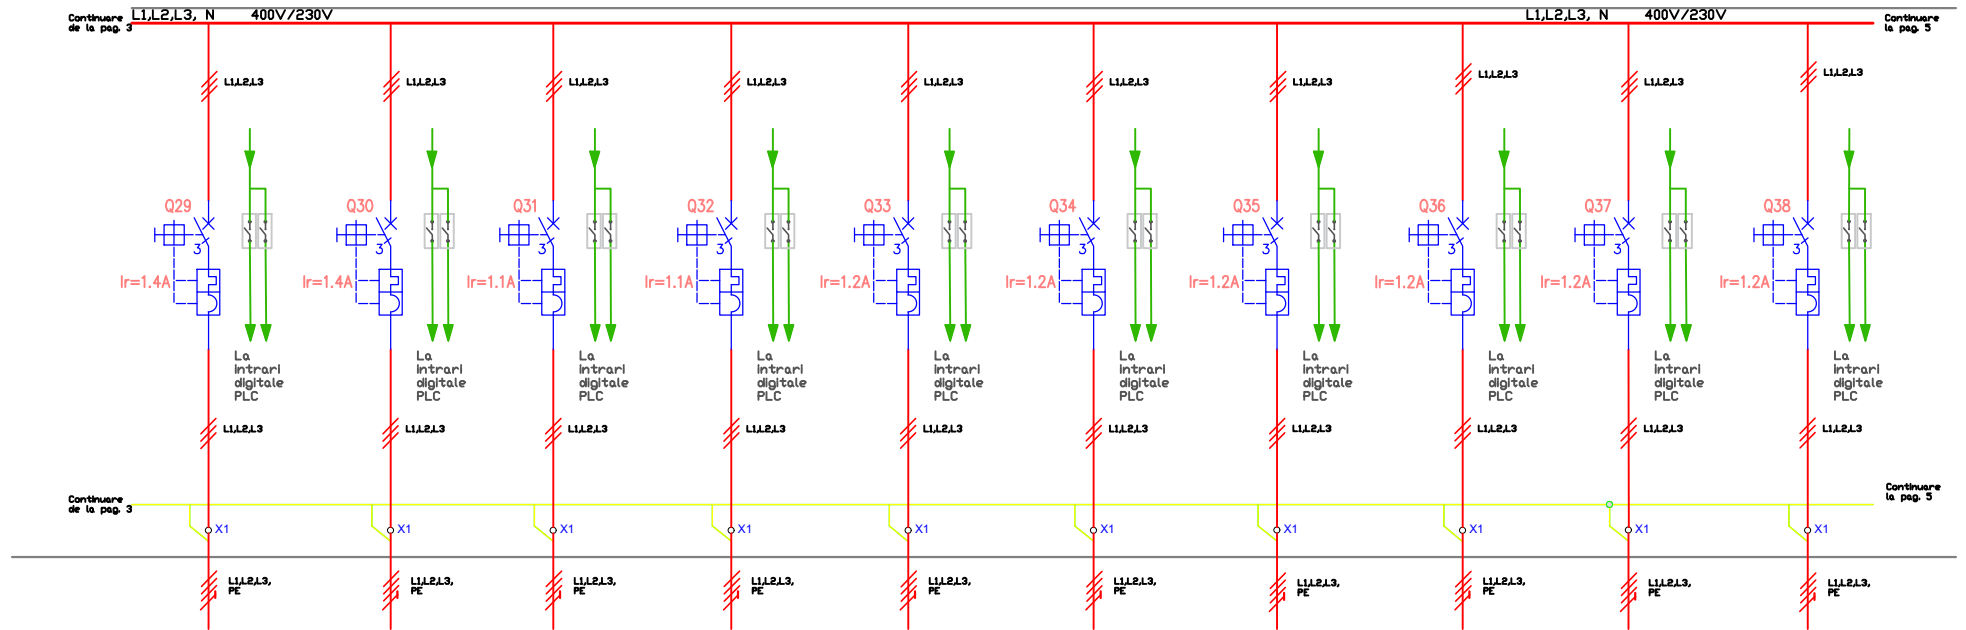 Continuare
de la pag. 3
L1,L2,L3, N 400V/230V
L1,L2,L3, N 400V/230V
Continuare
la pag. 5
L1,L2,L3 L1,L2,L3 L1,L2,L3 L1,L2,L3 L1,L2,L3 L1,L2,L3 L1,L2,L3 L1,L2,L3 L1,L2,L3 L1,L2,L3
Q29 Q30 Q31 Q32 Q33 Q34 Q35 Q36 Q37 Q38
3 3 3 3 3 3 3 3 3 3
Ir=1.4A Ir=1.4A Ir=1.1A Ir=1.1A Ir=1.2A Ir=1.2A Ir=1.2A Ir=1.2A Ir=1.2A Ir=1.2A
La La La La La La La La La La
intrari intrari intrari intrari intrari intrari intrari intrari intrari intrari
digitale digitale digitale digitale digitale digitale digitale digitale digitale digitale
PLC PLC PLC PLC PLC PLC PLC PLC PLC PLC
L1,L2,L3 L1,L2,L3 L1,L2,L3 L1,L2,L3 L1,L2,L3 L1,L2,L3 L1,L2,L3 L1,L2,L3 L1,L2,L3 L1,L2,L3
Continuare
de la pag. 3
Continuare
la pag. 5
X1 X1 X1 X1 X1 X1 X1 X1 X1 X1
L1,L2,L3, L1,L2,L3, L1,L2,L3, L1,L2,L3, L1,L2,L3, L1,L2,L3, L1,L2,L3, L1,L2,L3, L1,L2,L3, L1,L2,L3,
PE PE PE PE PE PE PE PE PE PE